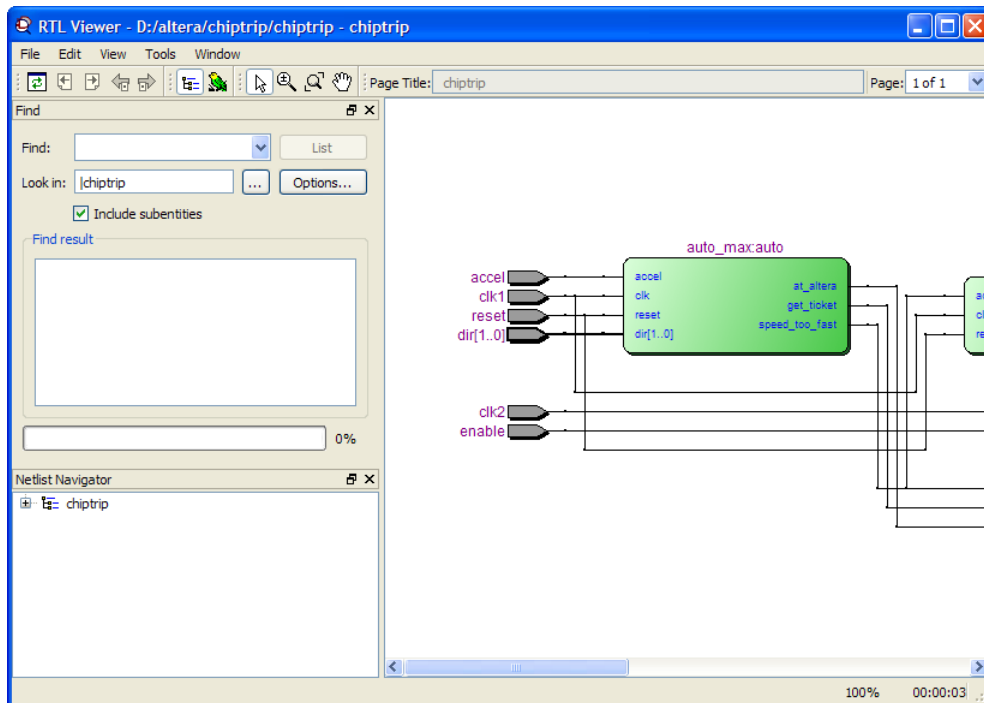 RTL Viewer - D:/altera/chiptrip/chiptrip - chiptrip
File Edit View Tools Window
Page Title: chiptrip Page: 1 of 1
Find
Find: List
Look in: |chiptrip ... Options...
Include subentities
Find result
0%
Netlist Navigator
chiptrip
auto_max:auto
accel
clk1
reset
dir[1..0]
accel
clk
reset
dir[1..0]
at_altera
get_ticket
speed_too_fast
clk2
enable
100% 00:00:03